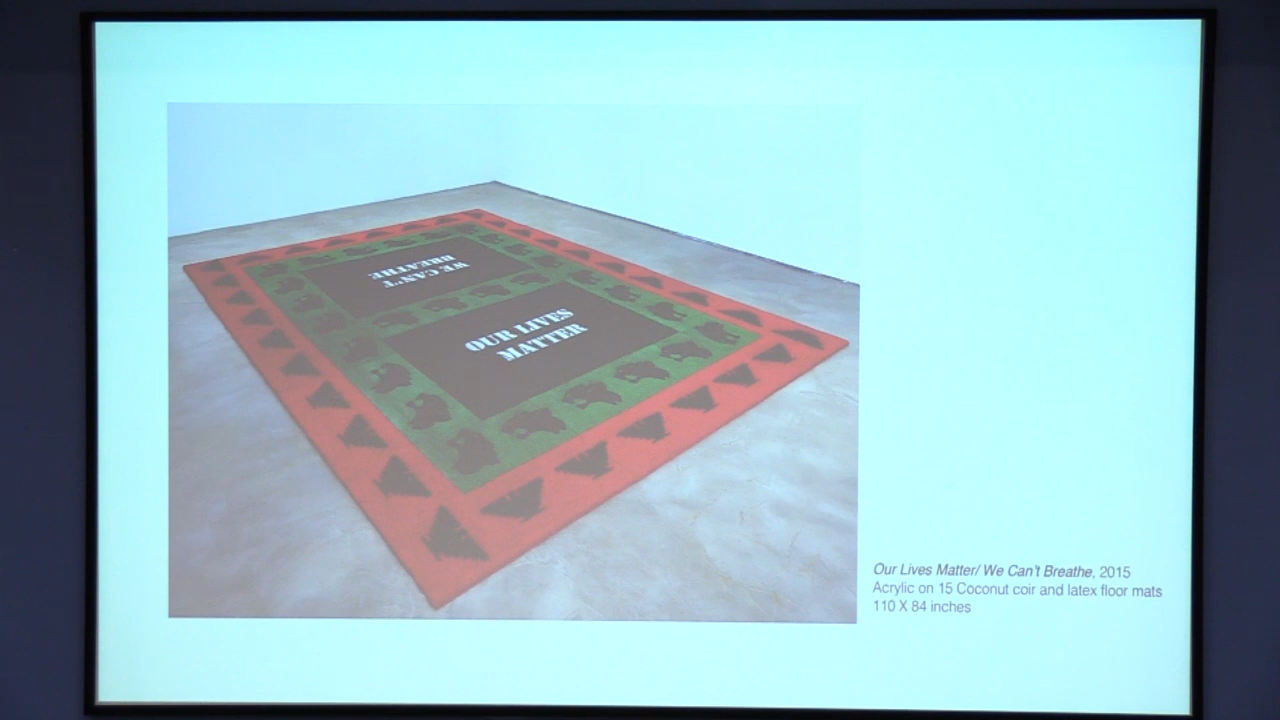 WE CAN'T
BREATHE
OUR LIVES
MATTER
Our Lives Matter/ We Can't Breathe, 2015
Acrylic on 15 Coconut coir and latex floor mats
110 X 84 inches